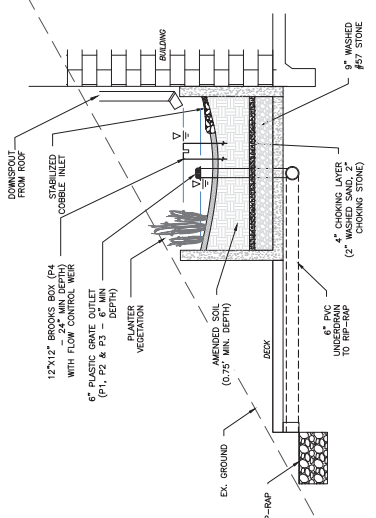 DOWNSPOUT
FROM ROOF
STABILIZED
COBBLE INLET
12"X12" BROOKS BOX (P4
– 24" MIN DEPTH)
WITH FLOW CONTROL WEIR
6" PLASTIC GRATE OUTLET
(P1, P2 & P3 – 6" MIN
DEPTH)
PLANTER
VEGETATION
BUILDING
AMENDED SOIL
(0.75' MIN. DEPTH)
DECK
EX. GROUND
P-RAP
6" PVC
UNDERDRAIN
TO RIP-RAP
4" CHOKING LAYER
(2" WASHED SAND, 2"
CHOKING STONE)
9" WASHED
#57 STONE